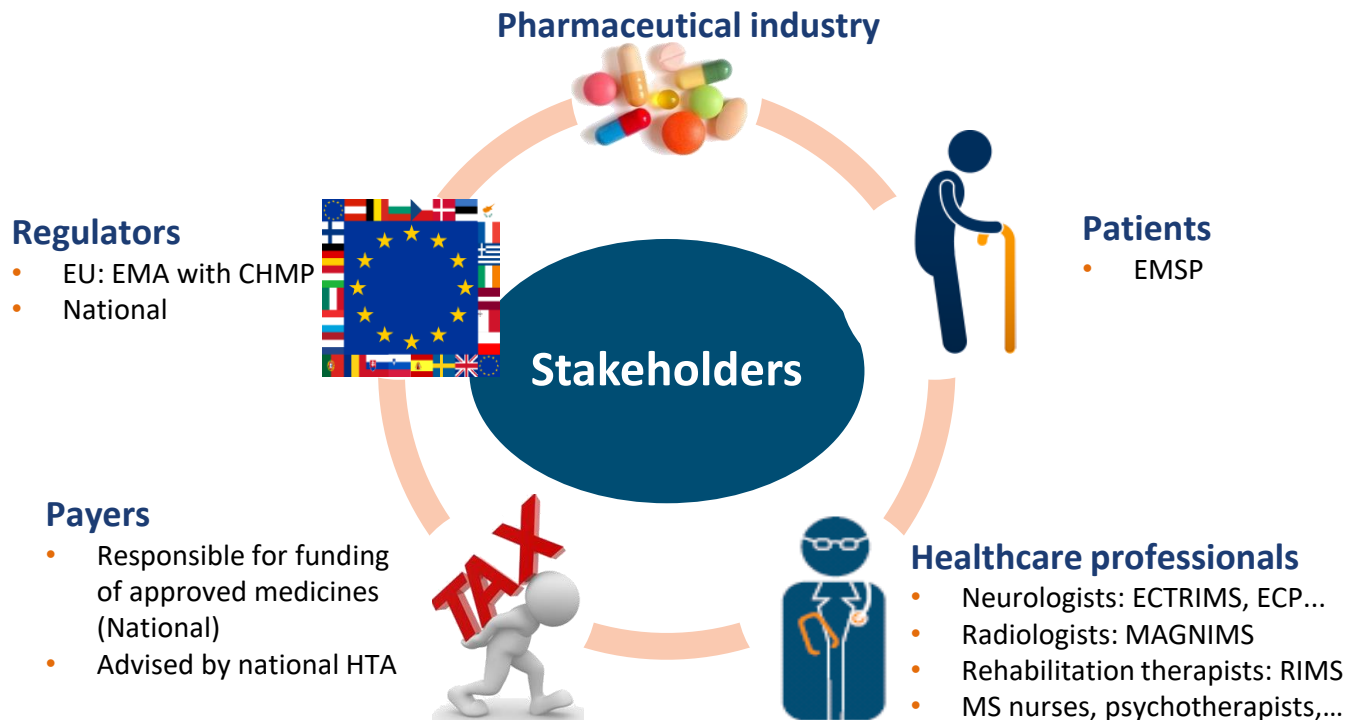 Pharmaceutical industry
Regulators
• EU: EMA with CHMP
• National
Patients
• EMSP
Stakeholders
Payers
• Responsible for funding
of approved medicines
(National)
• Advised by national HTA
TAX
Healthcare professionals
• Neurologists: ECTRIMS, ECP...
• Radiologists: MAGNIMS
• Rehabilitation therapists: RIMS
• MS nurses, psychotherapists,...